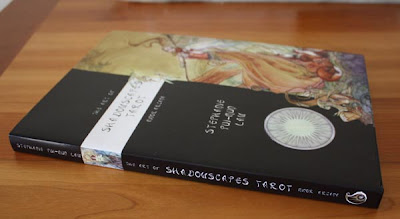 THE ART OF
SHADOWSCAPES
TAROT
STEPHANIE
PUI-MUN
LAW
STEPHANIE PUI-MUN LAW THE ART OF SHADOWSCAPES TAROT